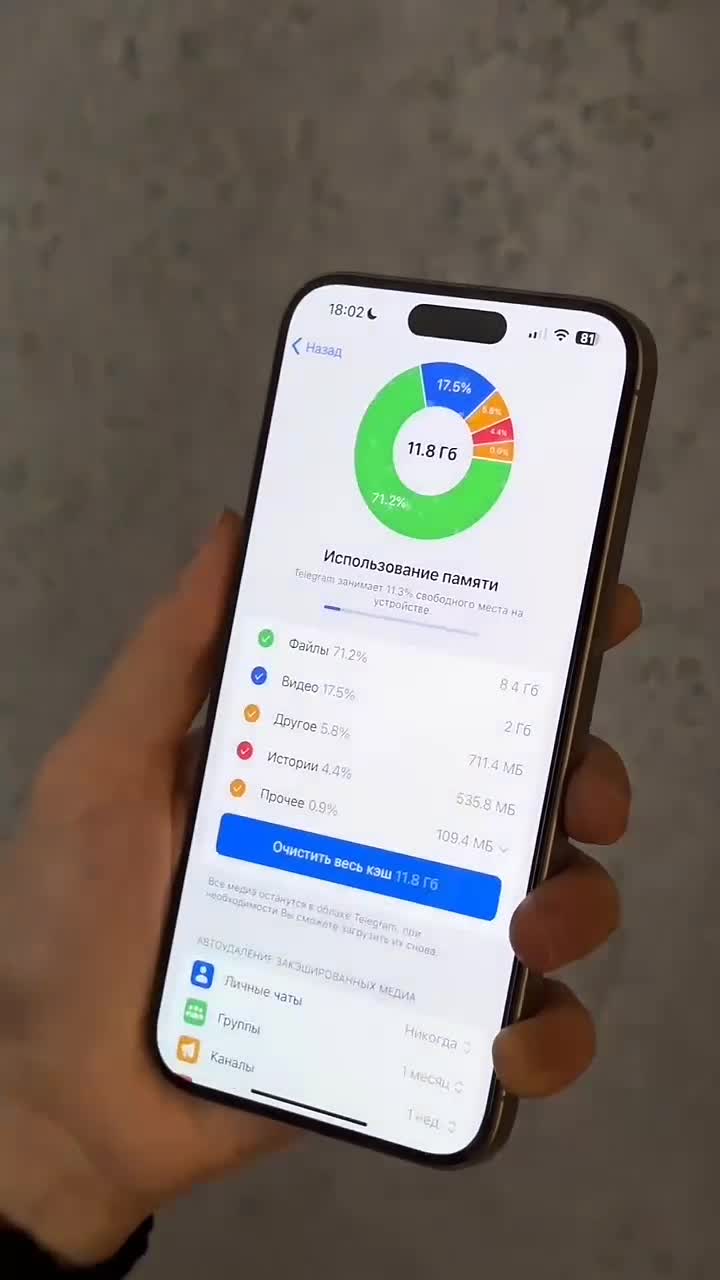 18:02
81
Назад
17.5%
5.8%
4.4%
0.9%
11.8 Гб
71.2%
Использование памяти
Telegram занимает 11.3% свободного места на
устройстве.
Файлы 71.2% 8.4 Гб
Видео 17.5% 2 Гб
Другое 5.8% 711.4 МБ
Истории 4.4% 535.8 МБ
Прочее 0.9% 109.4 МБ
Очистить весь кэш 11.8 Гб
Все медиа останутся в облаке Telegram, при
необходимости Вы сможете загрузить их снова.
АВТОУДАЛЕНИЕ ЗАКЭШИРОВАННЫХ МЕДИА
Личные чаты Никогда
Группы 1 месяц
Каналы 1 нед.